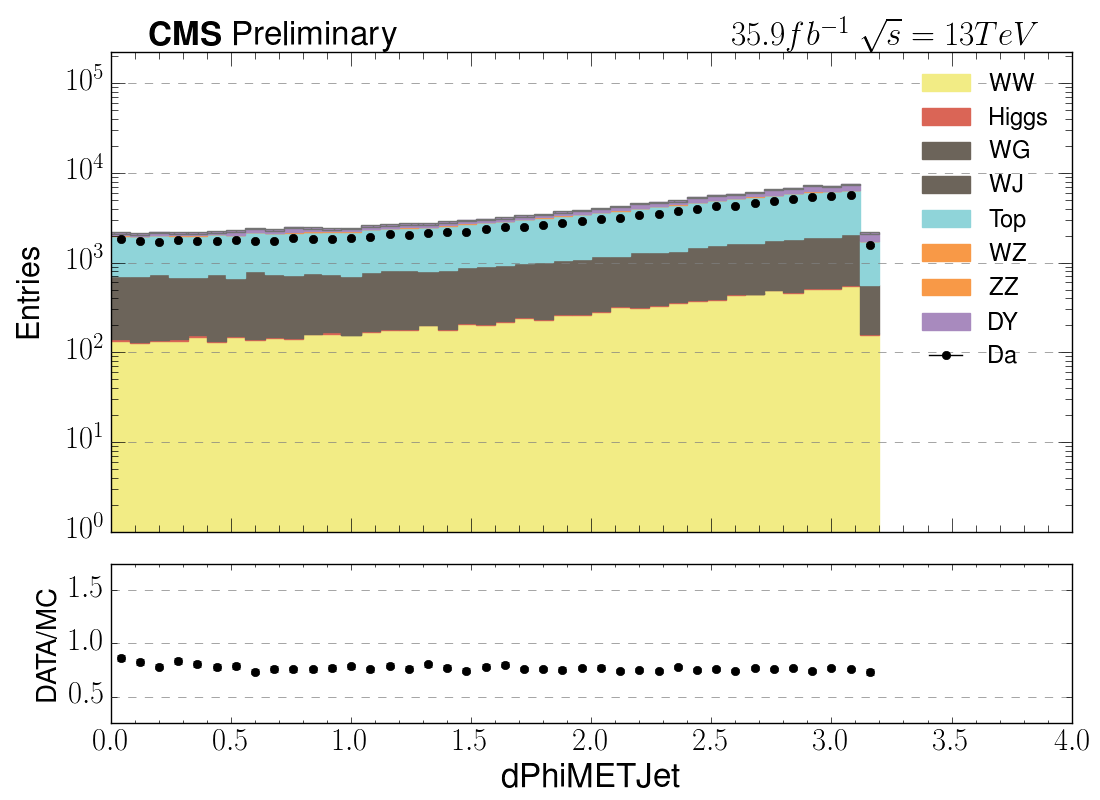 CMS Preliminary
35.9fb⁻¹ √s = 13TeV
Entries
10⁵
10⁴
10³
10²
10¹
10⁰
WW
Higgs
WG
WJ
Top
WZ
ZZ
DY
Da
DATA/MC
1.5
1.0
0.5
0.0 0.5 1.0 1.5 2.0 2.5 3.0 3.5 4.0
dPhiMETJet